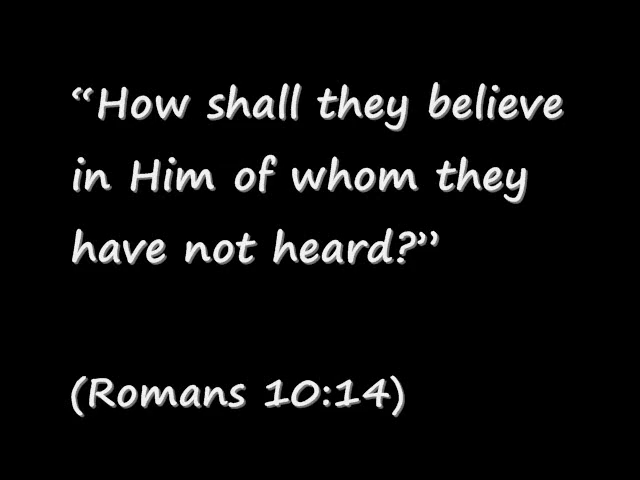 “How shall they believe
in Him of whom they
have not heard?”
(Romans 10:14)